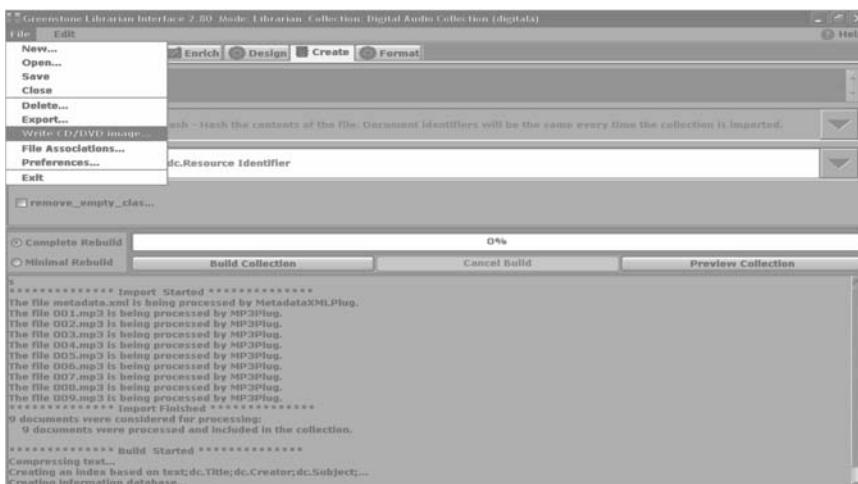 Greenstone Librarian Interface 2.80 Mode: Librarian Collection: Digital Audio Collection (digitala)
File Edit
Help
New...
Open...
Save
Close
Delete...
Export...
Write CD/DVD image...
File Associations...
Preferences...
Exit
Enrich Design Create Format
- Hash the contents of the file. Document identifiers will be the same every time the collection is imported.
dc.Resource Identifier
remove_empty_clas...
Complete Rebuild 0%
Minimal Rebuild Build Collection Cancel Build Preview Collection
s
************** Import Started **************
The file metadata.xml is being processed by MetadataXMLPlug.
The file 001.mp3 is being processed by MP3Plug.
The file 002.mp3 is being processed by MP3Plug.
The file 003.mp3 is being processed by MP3Plug.
The file 004.mp3 is being processed by MP3Plug.
The file 005.mp3 is being processed by MP3Plug.
The file 006.mp3 is being processed by MP3Plug.
The file 007.mp3 is being processed by MP3Plug.
The file 008.mp3 is being processed by MP3Plug.
The file 009.mp3 is being processed by MP3Plug.
************** Import Finished **************
9 documents were considered for processing:
9 documents were processed and included in the collection.
************** Build Started **************
Compressing text...
Creating an index based on text;dc.Title;dc.Creator;dc.Subject;...
Creating information database